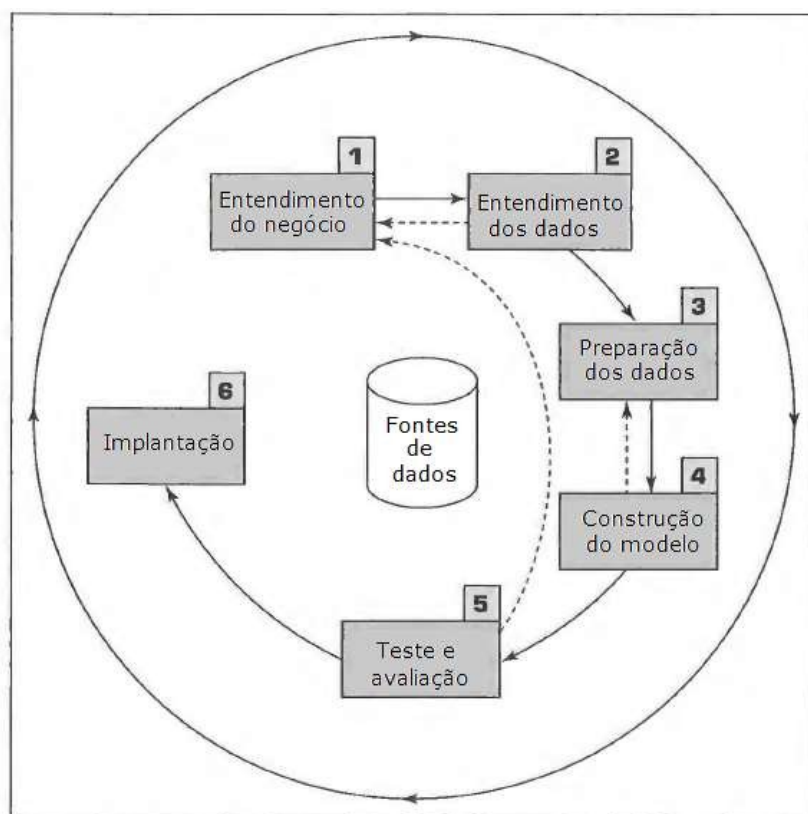 1
Entendimento
do negócio
2
Entendimento
dos dados
3
Preparação
dos dados
4
Construção
do modelo
5
Teste e
avaliação
6
Implantação
Fontes
de
dados